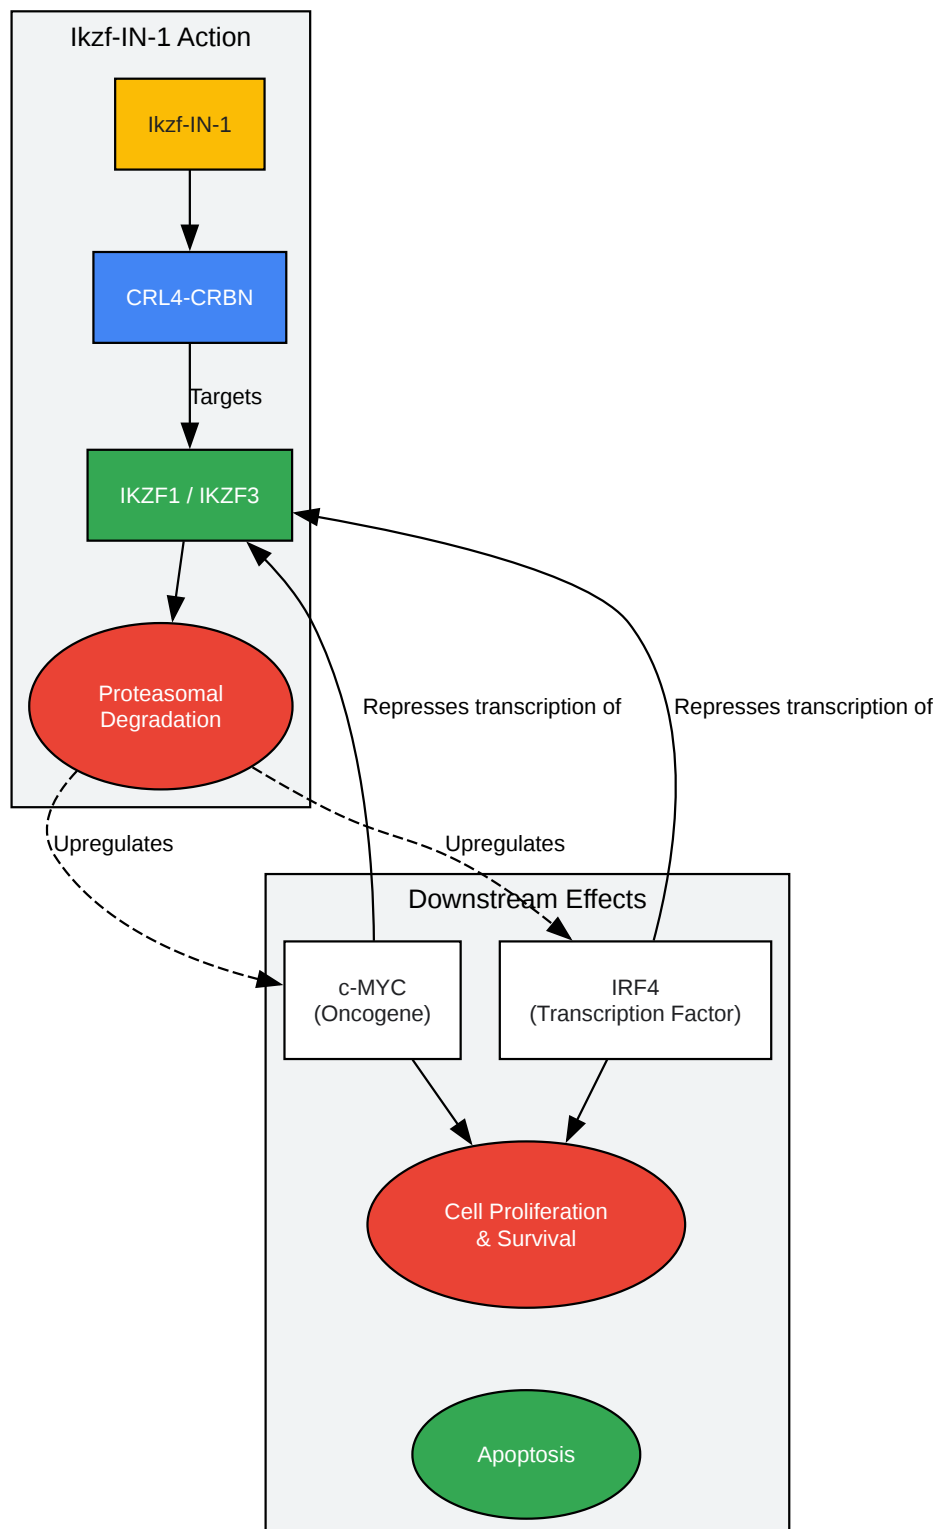 Ikzf-IN-1 Action
Ikzf-IN-1
CRL4-CRBN
Targets
IKZF1 / IKZF3
Proteasomal
Degradation
Represses transcription of
Represses transcription of
Upregulates
Upregulates
Downstream Effects
c-MYC
(Oncogene)
IRF4
(Transcription Factor)
Cell Proliferation
& Survival
Apoptosis